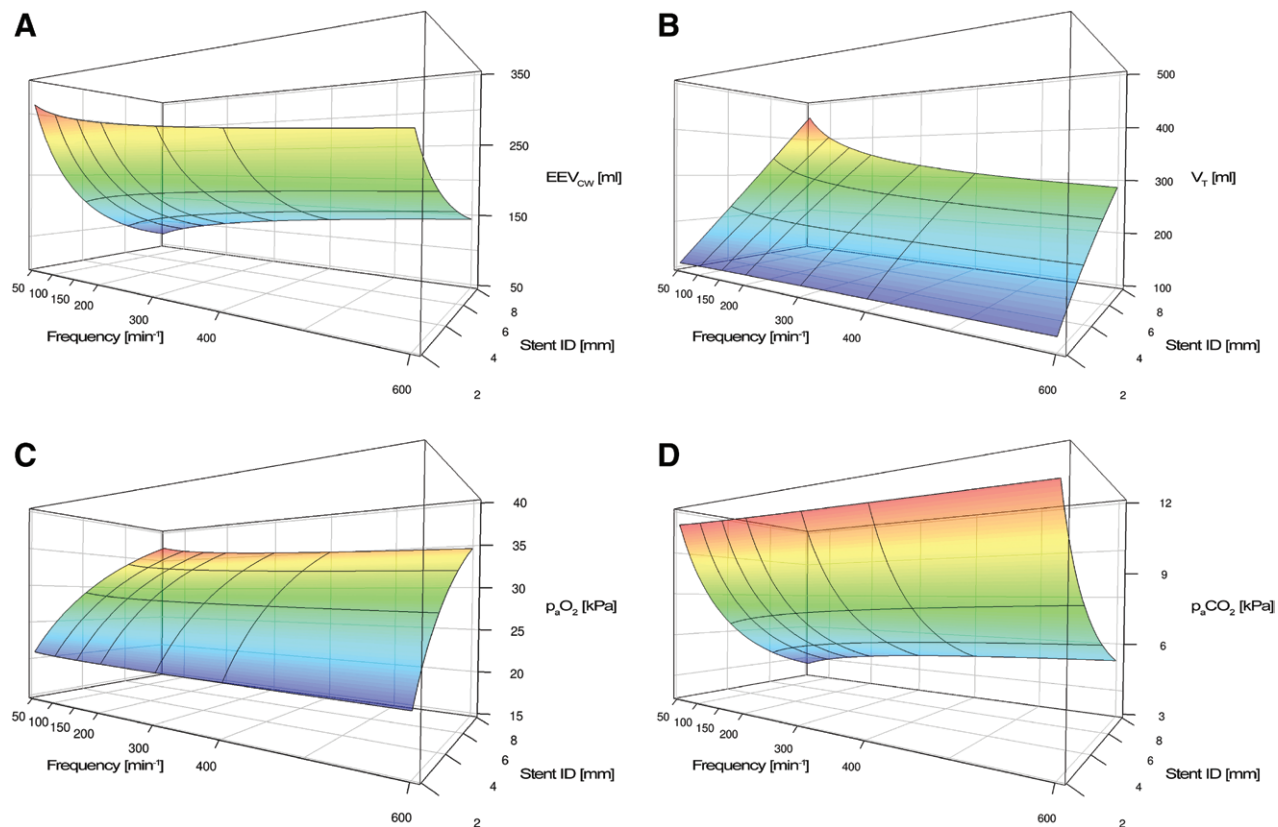 A
350
250
EEV_CW [ml]
150
50
8
6
Stent ID [mm]
4
2
50 100 150 200 300 400 600
Frequency [min⁻¹]
B
500
400
300
V_T [ml]
200
100
8
6
Stent ID [mm]
4
2
50 100 150 200 300 400 600
Frequency [min⁻¹]
C
40
35
30
p_aO_2 [kPa]
25
20
15
8
6
Stent ID [mm]
4
2
50 100 150 200 300 400 600
Frequency [min⁻¹]
D
12
9
p_aCO_2 [kPa]
6
3
8
6
Stent ID [mm]
4
2
50 100 150 200 300 400 600
Frequency [min⁻¹]